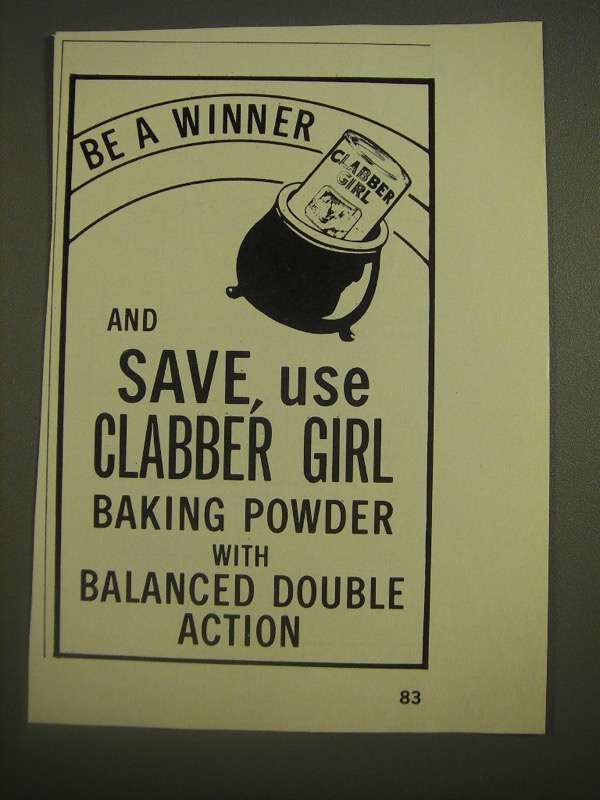 BE A WINNER
CLABBER
GIRL
AND
SAVE, use
CLABBER GIRL
BAKING POWDER
WITH
BALANCED DOUBLE
ACTION
83